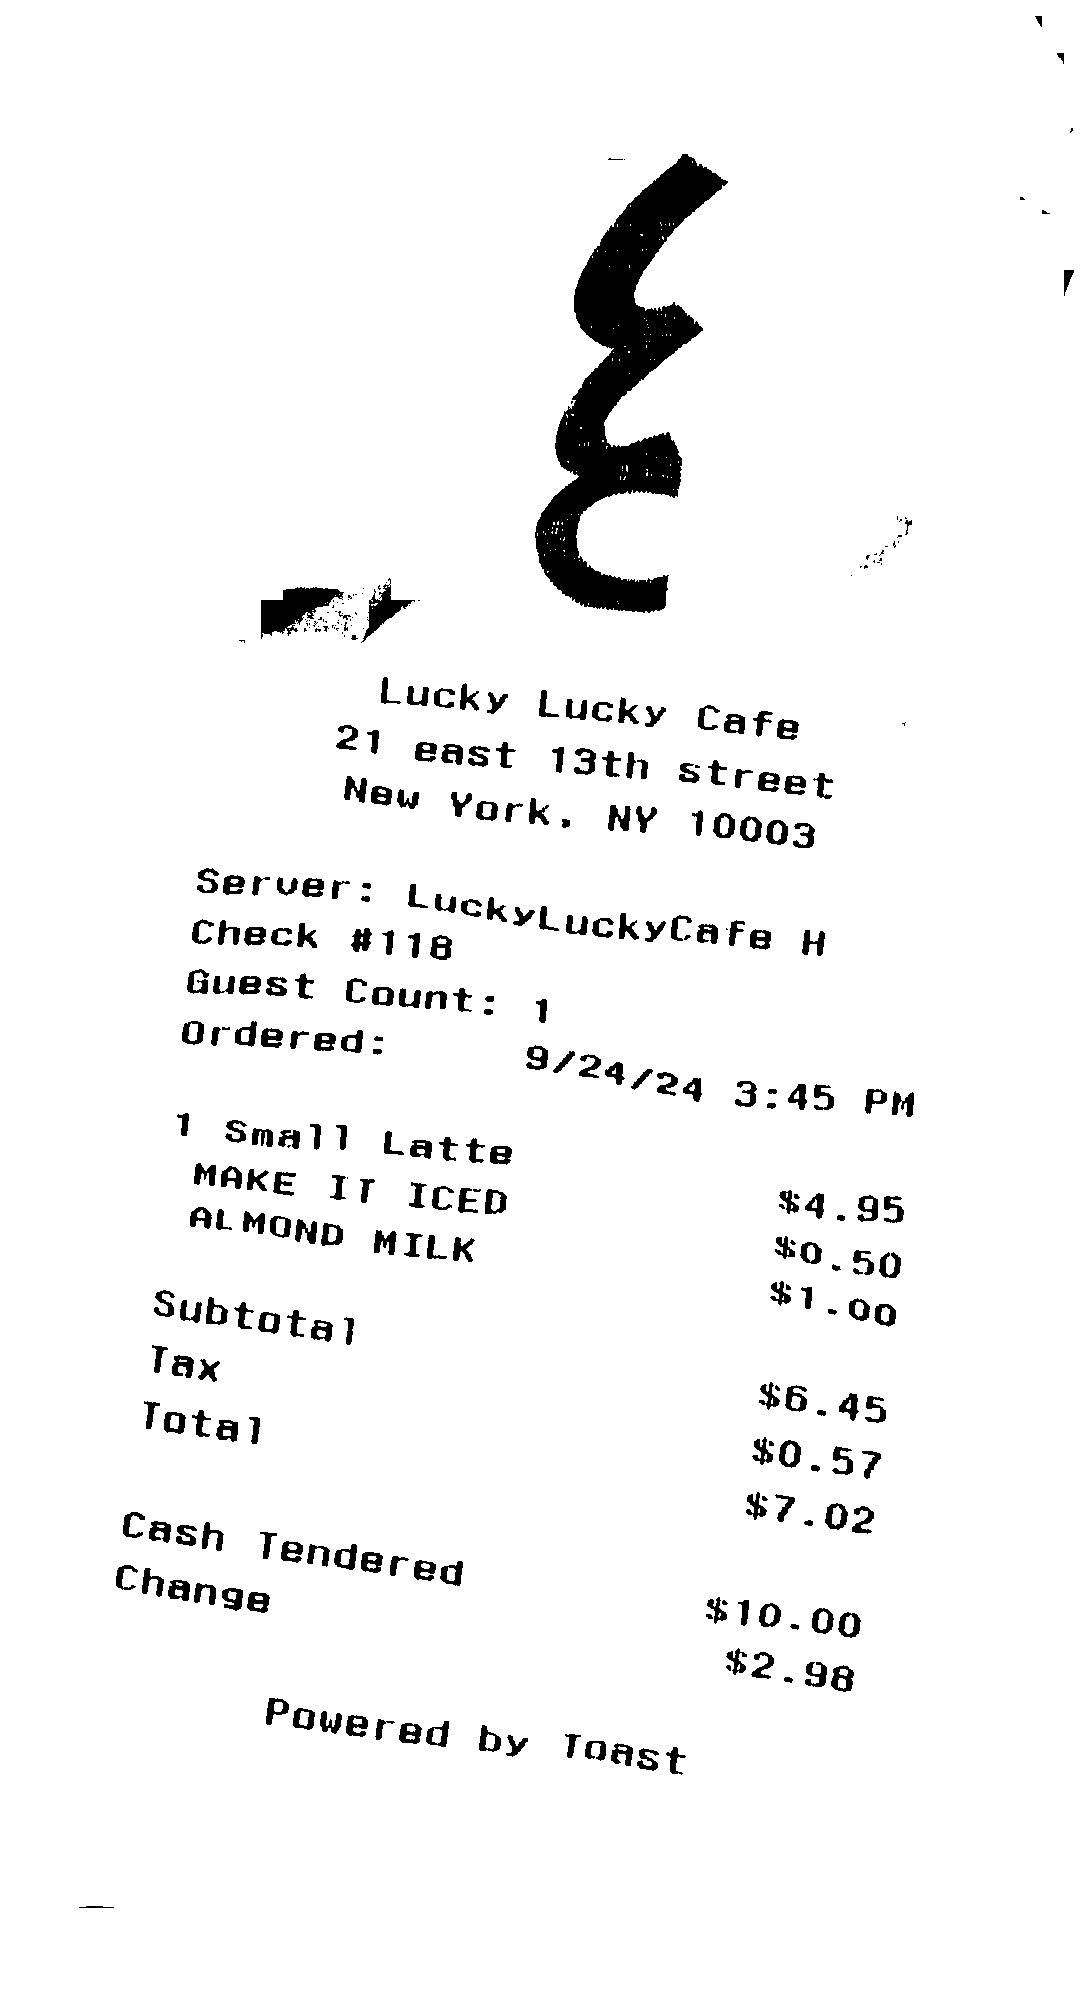 Lucky Lucky Cafe
21 east 13th street
New York, NY 10003
Server: LuckyLuckyCafe H
Check #118
Guest Count: 1
Ordered: 9/24/24 3:45 PM
1 Small Latte $4.95
MAKE IT ICED $0.50
ALMOND MILK $1.00
Subtotal $6.45
Tax $0.57
Total $7.02
Cash Tendered $10.00
Change $2.98
Powered by Toast